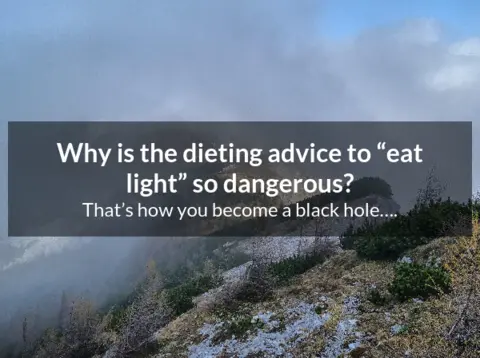 Why is the dieting advice to “eat
light” so dangerous?
That’s how you become a black hole….